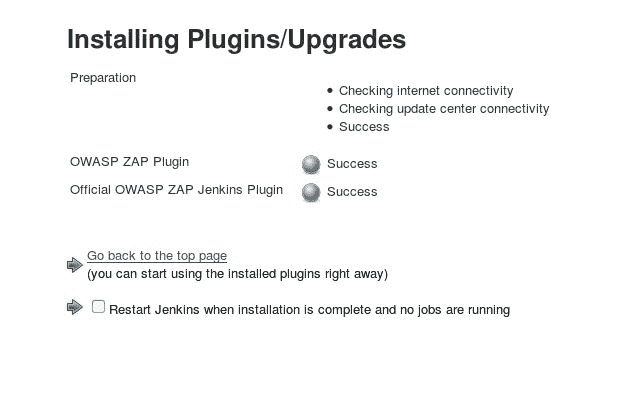 Installing Plugins/Upgrades
Preparation
Checking internet connectivity
Checking update center connectivity
Success
OWASP ZAP Plugin Success
Official OWASP ZAP Jenkins Plugin Success
Go back to the top page
(you can start using the installed plugins right away)
Restart Jenkins when installation is complete and no jobs are running